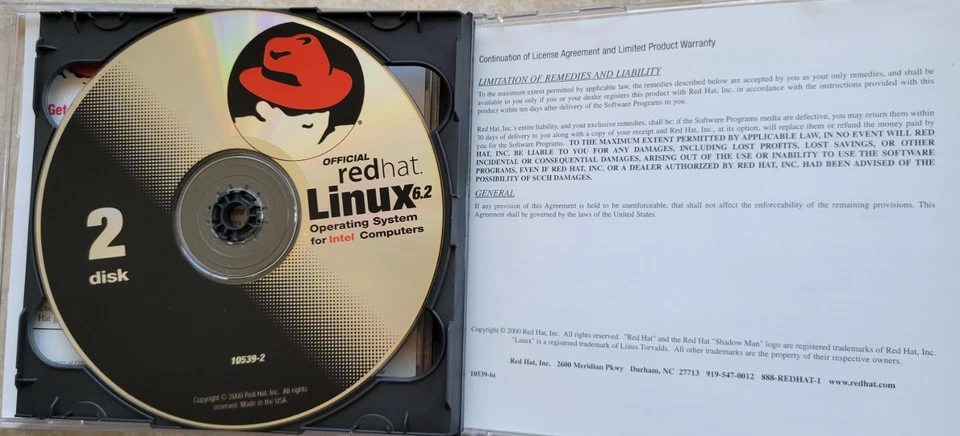 Get
OFFICIAL
redhat.
Linux 6.2
Operating System
for Intel Computers
2
disk
10539-2
Copyright © 2000 Red Hat, Inc. All rights
reserved. Made in the USA.
Continuation of License Agreement and Limited Product Warranty
LIMITATION OF REMEDIES AND LIABILITY
To the maximum extent permitted by applicable law, the remedies described below are accepted by you as your only remedies, and shall be
available to you only if you or your dealer registers this product with Red Hat, Inc. in accordance with the instructions provided with this
product within ten days after delivery of the Software Programs to you.
Red Hat, Inc.'s entire liability, and your exclusive remedies, shall be: if the Software Programs media are defective, you may return them within
30 days of delivery to you along with a copy of your receipt and Red Hat, Inc., at its option, will replace them or refund the money paid by
you for the Software Programs. TO THE MAXIMUM EXTENT PERMITTED BY APPLICABLE LAW, IN NO EVENT WILL RED
HAT, INC. BE LIABLE TO YOU FOR ANY DAMAGES, INCLUDING LOST PROFITS, LOST SAVINGS, OR OTHER
INCIDENTAL OR CONSEQUENTIAL DAMAGES, ARISING OUT OF THE USE OR INABILITY TO USE THE SOFTWARE
PROGRAMS, EVEN IF RED HAT, INC. OR A DEALER AUTHORIZED BY RED HAT, INC. HAD BEEN ADVISED OF THE
POSSIBILITY OF SUCH DAMAGES.
GENERAL
If any provision of this Agreement is held to be unenforceable, that shall not affect the enforceability of the remaining provisions. This
Agreement shall be governed by the laws of the United States.
Copyright © 2000 Red Hat, Inc. All rights reserved. "Red Hat" and the Red Hat "Shadow Man" logo are registered trademarks of Red Hat, Inc.
"Linux" is a registered trademark of Linus Torvalds. All other trademarks are the property of their respective owners.
Red Hat, Inc. 2600 Meridian Pkwy Durham, NC 27713 919-547-0012 888-REDHAT-1 www.redhat.com
10539-bt